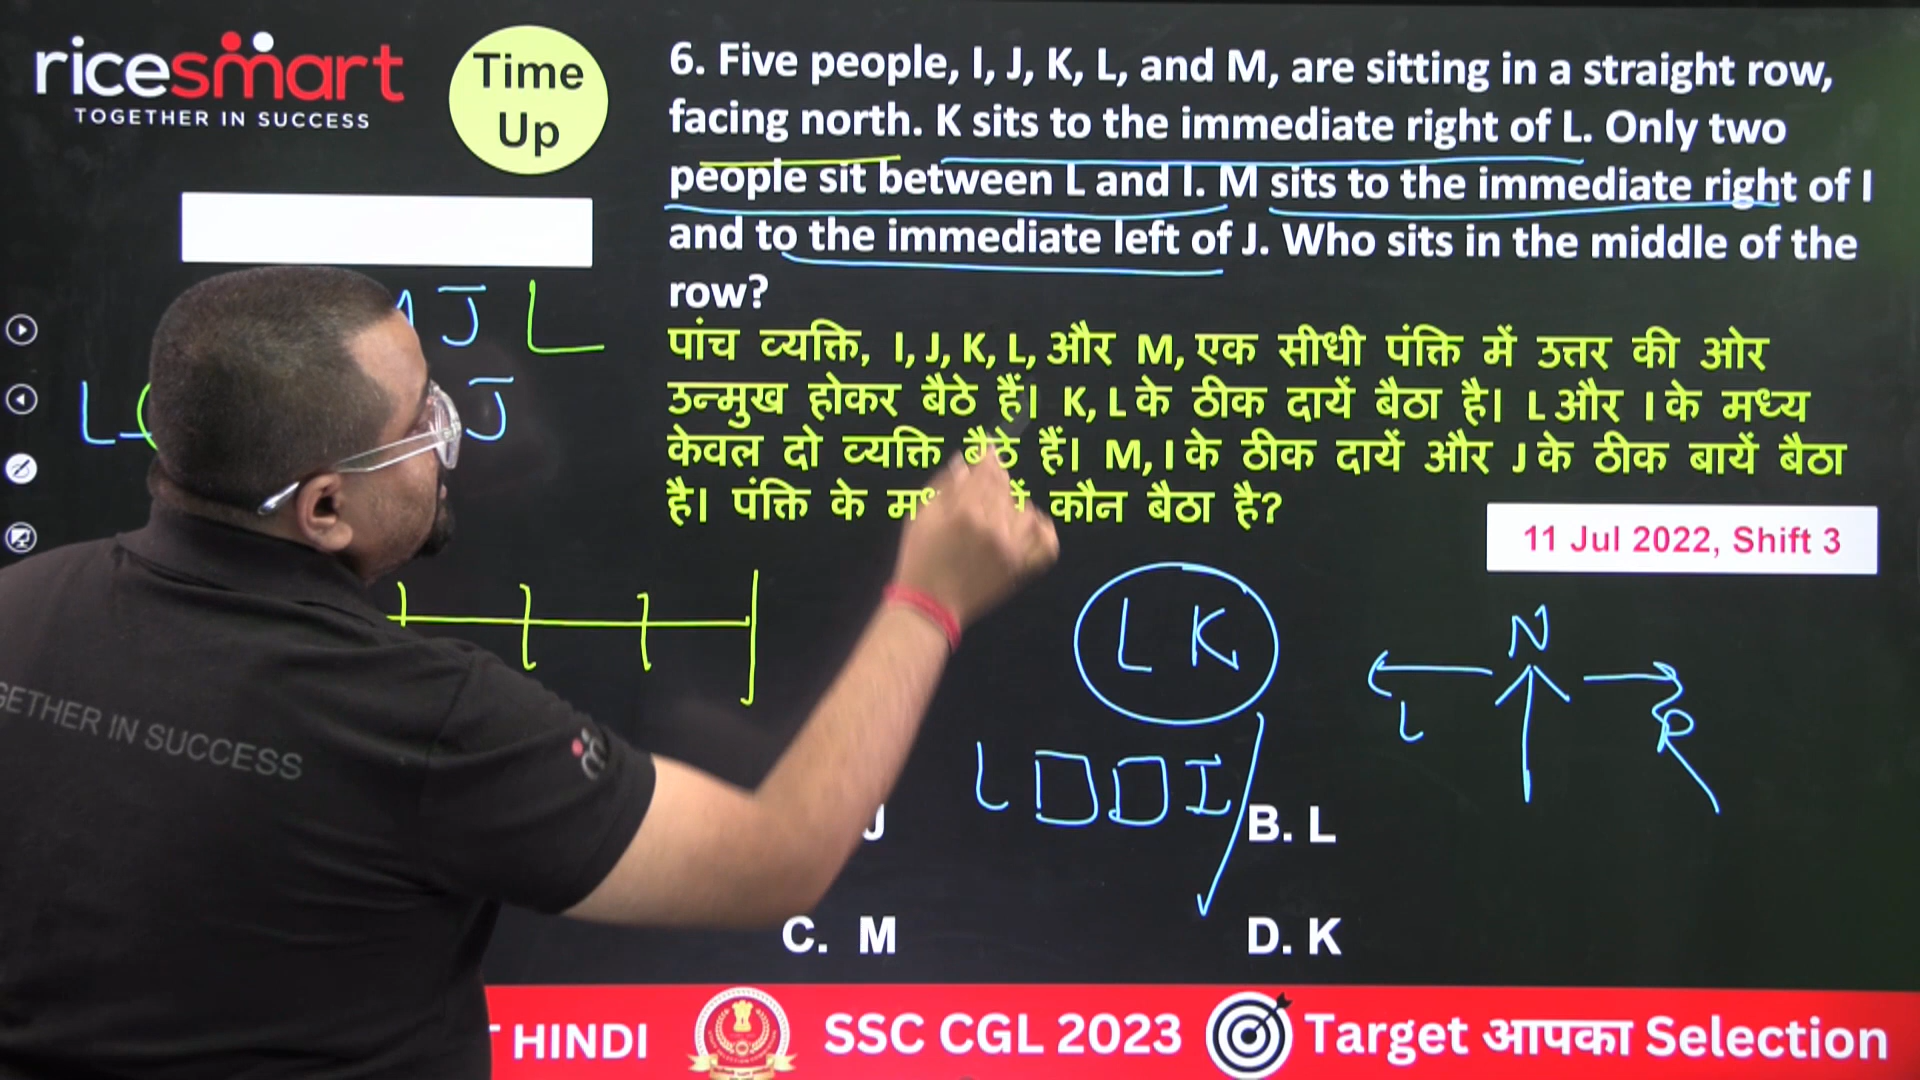 ricesmart
TOGETHER IN SUCCESS
Time
Up
6. Five people, I, J, K, L, and M, are sitting in a straight row,
facing north. K sits to the immediate right of L. Only two
people sit between L and I. M sits to the immediate right of I
and to the immediate left of J. Who sits in the middle of the
row?
पांच व्यक्ति, I, J, K, L, और M, एक सीधी पंक्ति में उत्तर की ओर
उन्मुख होकर बैठे हैं। K, L के ठीक दायें बैठा है। L और I के मध्य
केवल दो व्यक्ति बैठे हैं। M, I के ठीक दायें और J के ठीक बायें बैठा
है। पंक्ति के में कौन बैठा है?
11 Jul 2022, Shift 3
J L
L J
L K
N
L R
L I
J
B. L
C. M
D. K
GETHER IN SUCCESS
HINDI
SSC CGL 2023
Target आपका Selection